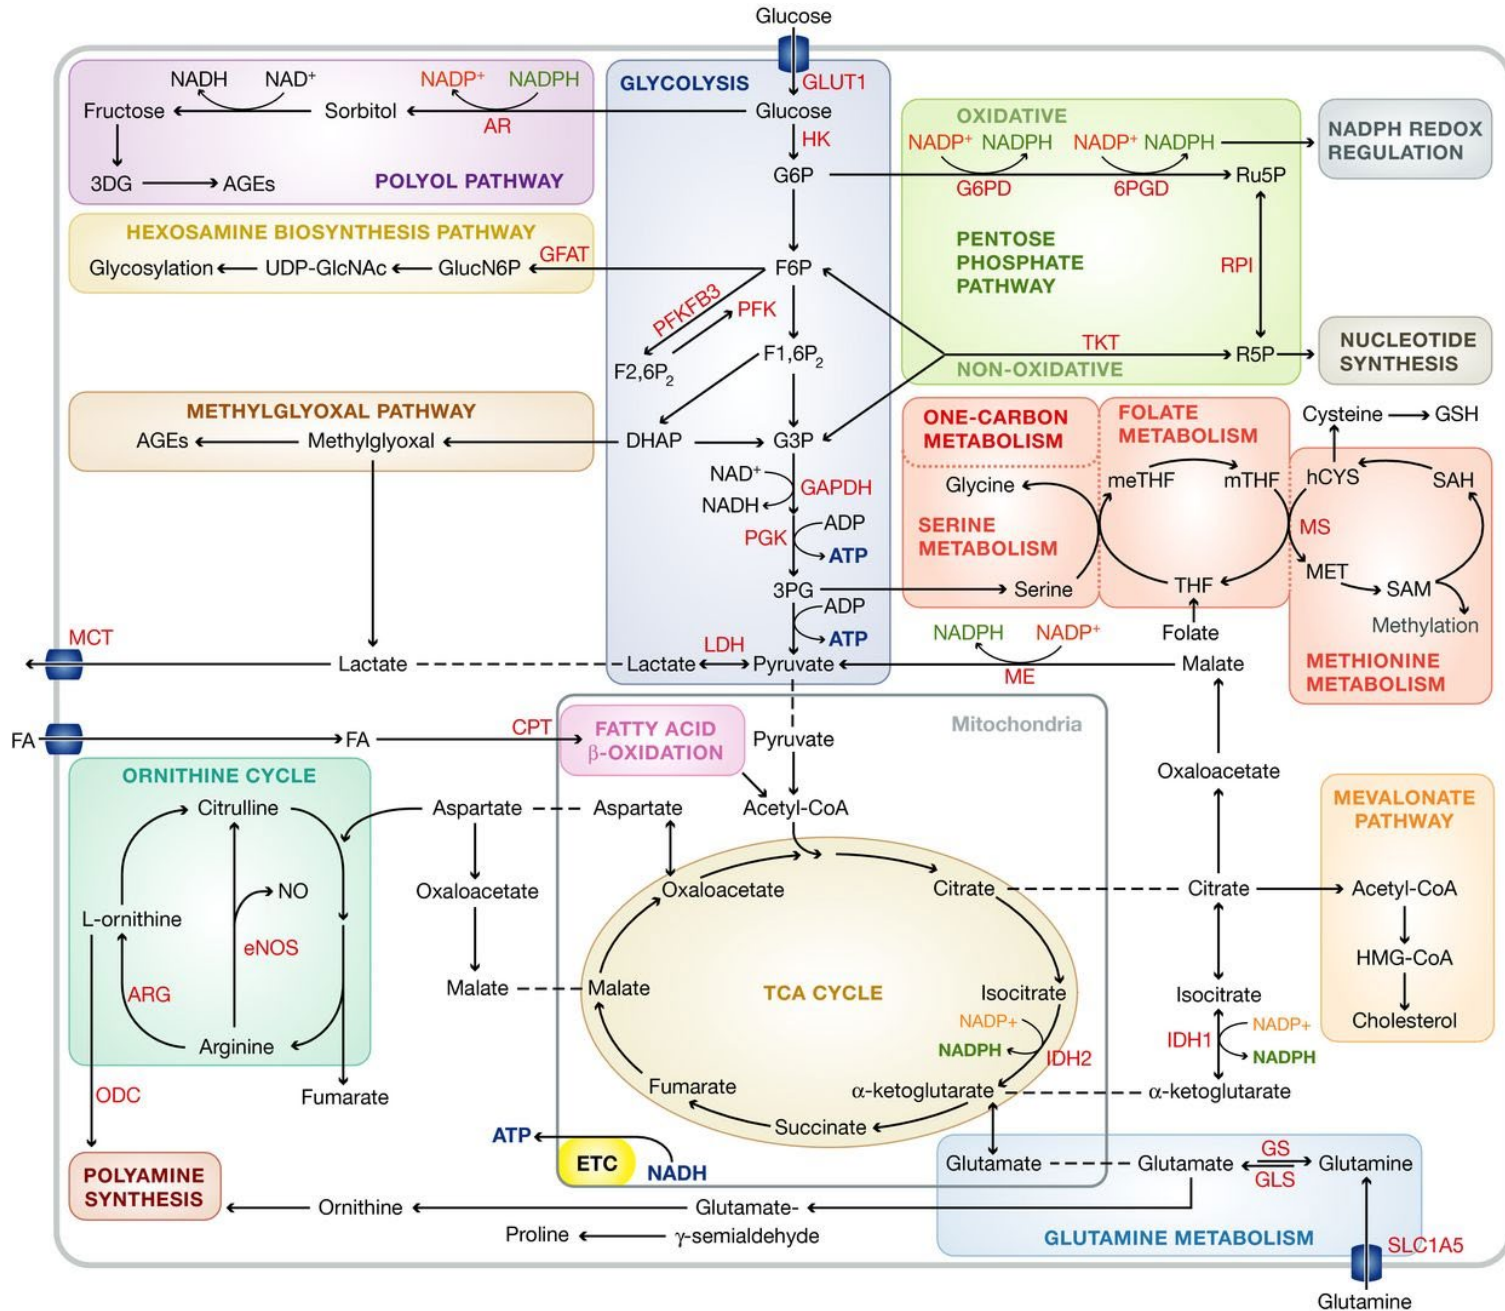 Glucose
GLUT1
NADH NAD⁺ NADP⁺ NADPH
Fructose Sorbitol
AR
3DG AGEs
POLYOL PATHWAY
GLYCOLYSIS
Glucose
HK
G6P
OXIDATIVE
NADP⁺ NADPH NADP⁺ NADPH
G6PD 6PGD
Ru5P
NADPH REDOX
REGULATION
PENTOSE
PHOSPHATE
PATHWAY
RPI
HEXOSAMINE BIOSYNTHESIS PATHWAY
Glycosylation UDP-GlcNAc GlucN6P
GFAT
F6P
PFKFB3
PFK
F2,6P₂
F1,6P₂
TKT
R5P
NON-OXIDATIVE
NUCLEOTIDE
SYNTHESIS
METHYLGLYOXAL PATHWAY
AGEs Methylglyoxal
DHAP
G3P
NAD⁺
NADH
GAPDH
PGK
ADP
ATP
3PG
ADP
ATP
ONE-CARBON
METABOLISM
Glycine
SERINE
METABOLISM
Serine
FOLATE
METABOLISM
meTHF mTHF
THF
Folate
Cysteine GSH
hCYS SAH
MS
MET
SAM
Methylation
METHIONINE
METABOLISM
MCT
Lactate
Lactate
LDH
Pyruvate
NADPH NADP⁺
ME
Malate
FA
FA
CPT
FATTY ACID
β-OXIDATION
Mitochondria
Pyruvate
Acetyl-CoA
Oxaloacetate
ORNITHINE CYCLE
Citrulline
NO
L-ornithine
eNOS
ARG
Arginine
Fumarate
ODC
Aspartate
Aspartate
Oxaloacetate
Malate
Oxaloacetate
Citrate
TCA CYCLE
Malate
Isocitrate
NADP+
NADPH
IDH2
Fumarate
α-ketoglutarate
Succinate
Citrate
Isocitrate
IDH1
NADP+
NADPH
α-ketoglutarate
MEVALONATE
PATHWAY
Acetyl-CoA
HMG-CoA
Cholesterol
ATP
ETC
NADH
POLYAMINE
SYNTHESIS
Ornithine
Glutamate-
γ-semialdehyde
Proline
Glutamate
Glutamate
GS
GLS
Glutamine
GLUTAMINE METABOLISM
SLC1A5
Glutamine